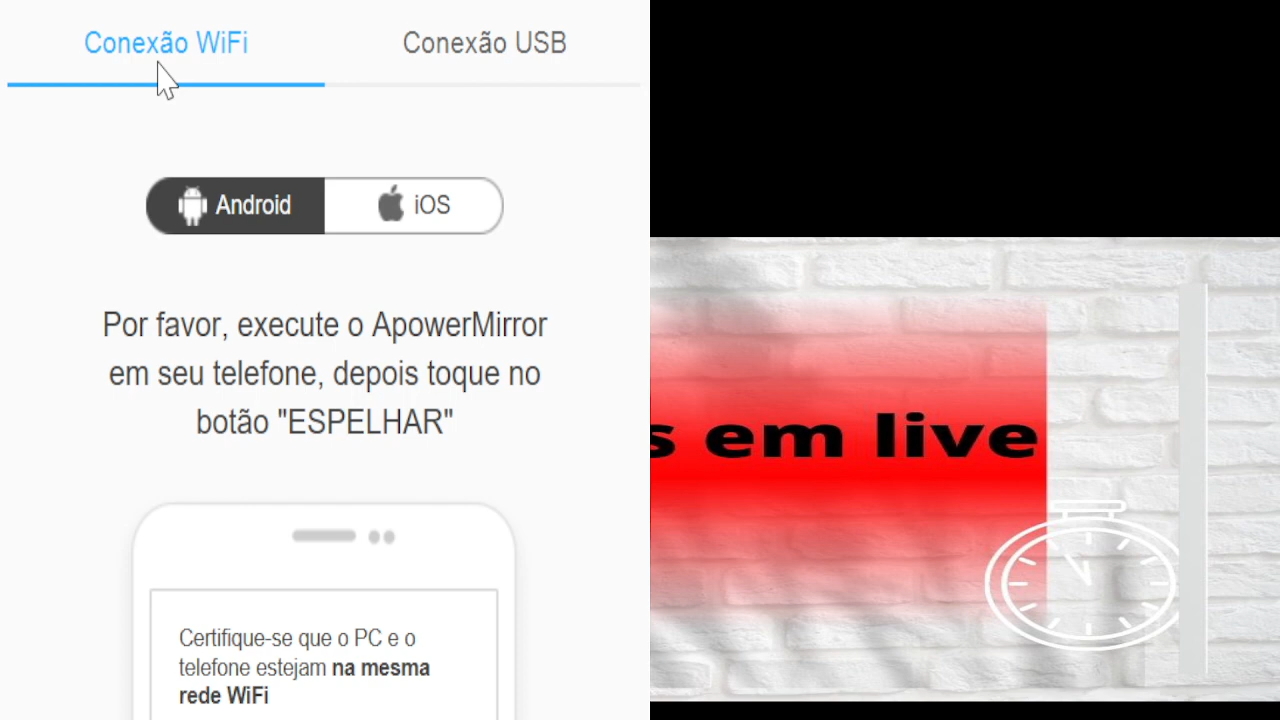 Conexão WiFi
Conexão USB
Android
iOS
Por favor, execute o ApowerMirror
em seu telefone, depois toque no
botão "ESPELHAR"
Certifique-se que o PC e o
telefone estejam na mesma
rede WiFi
s em live